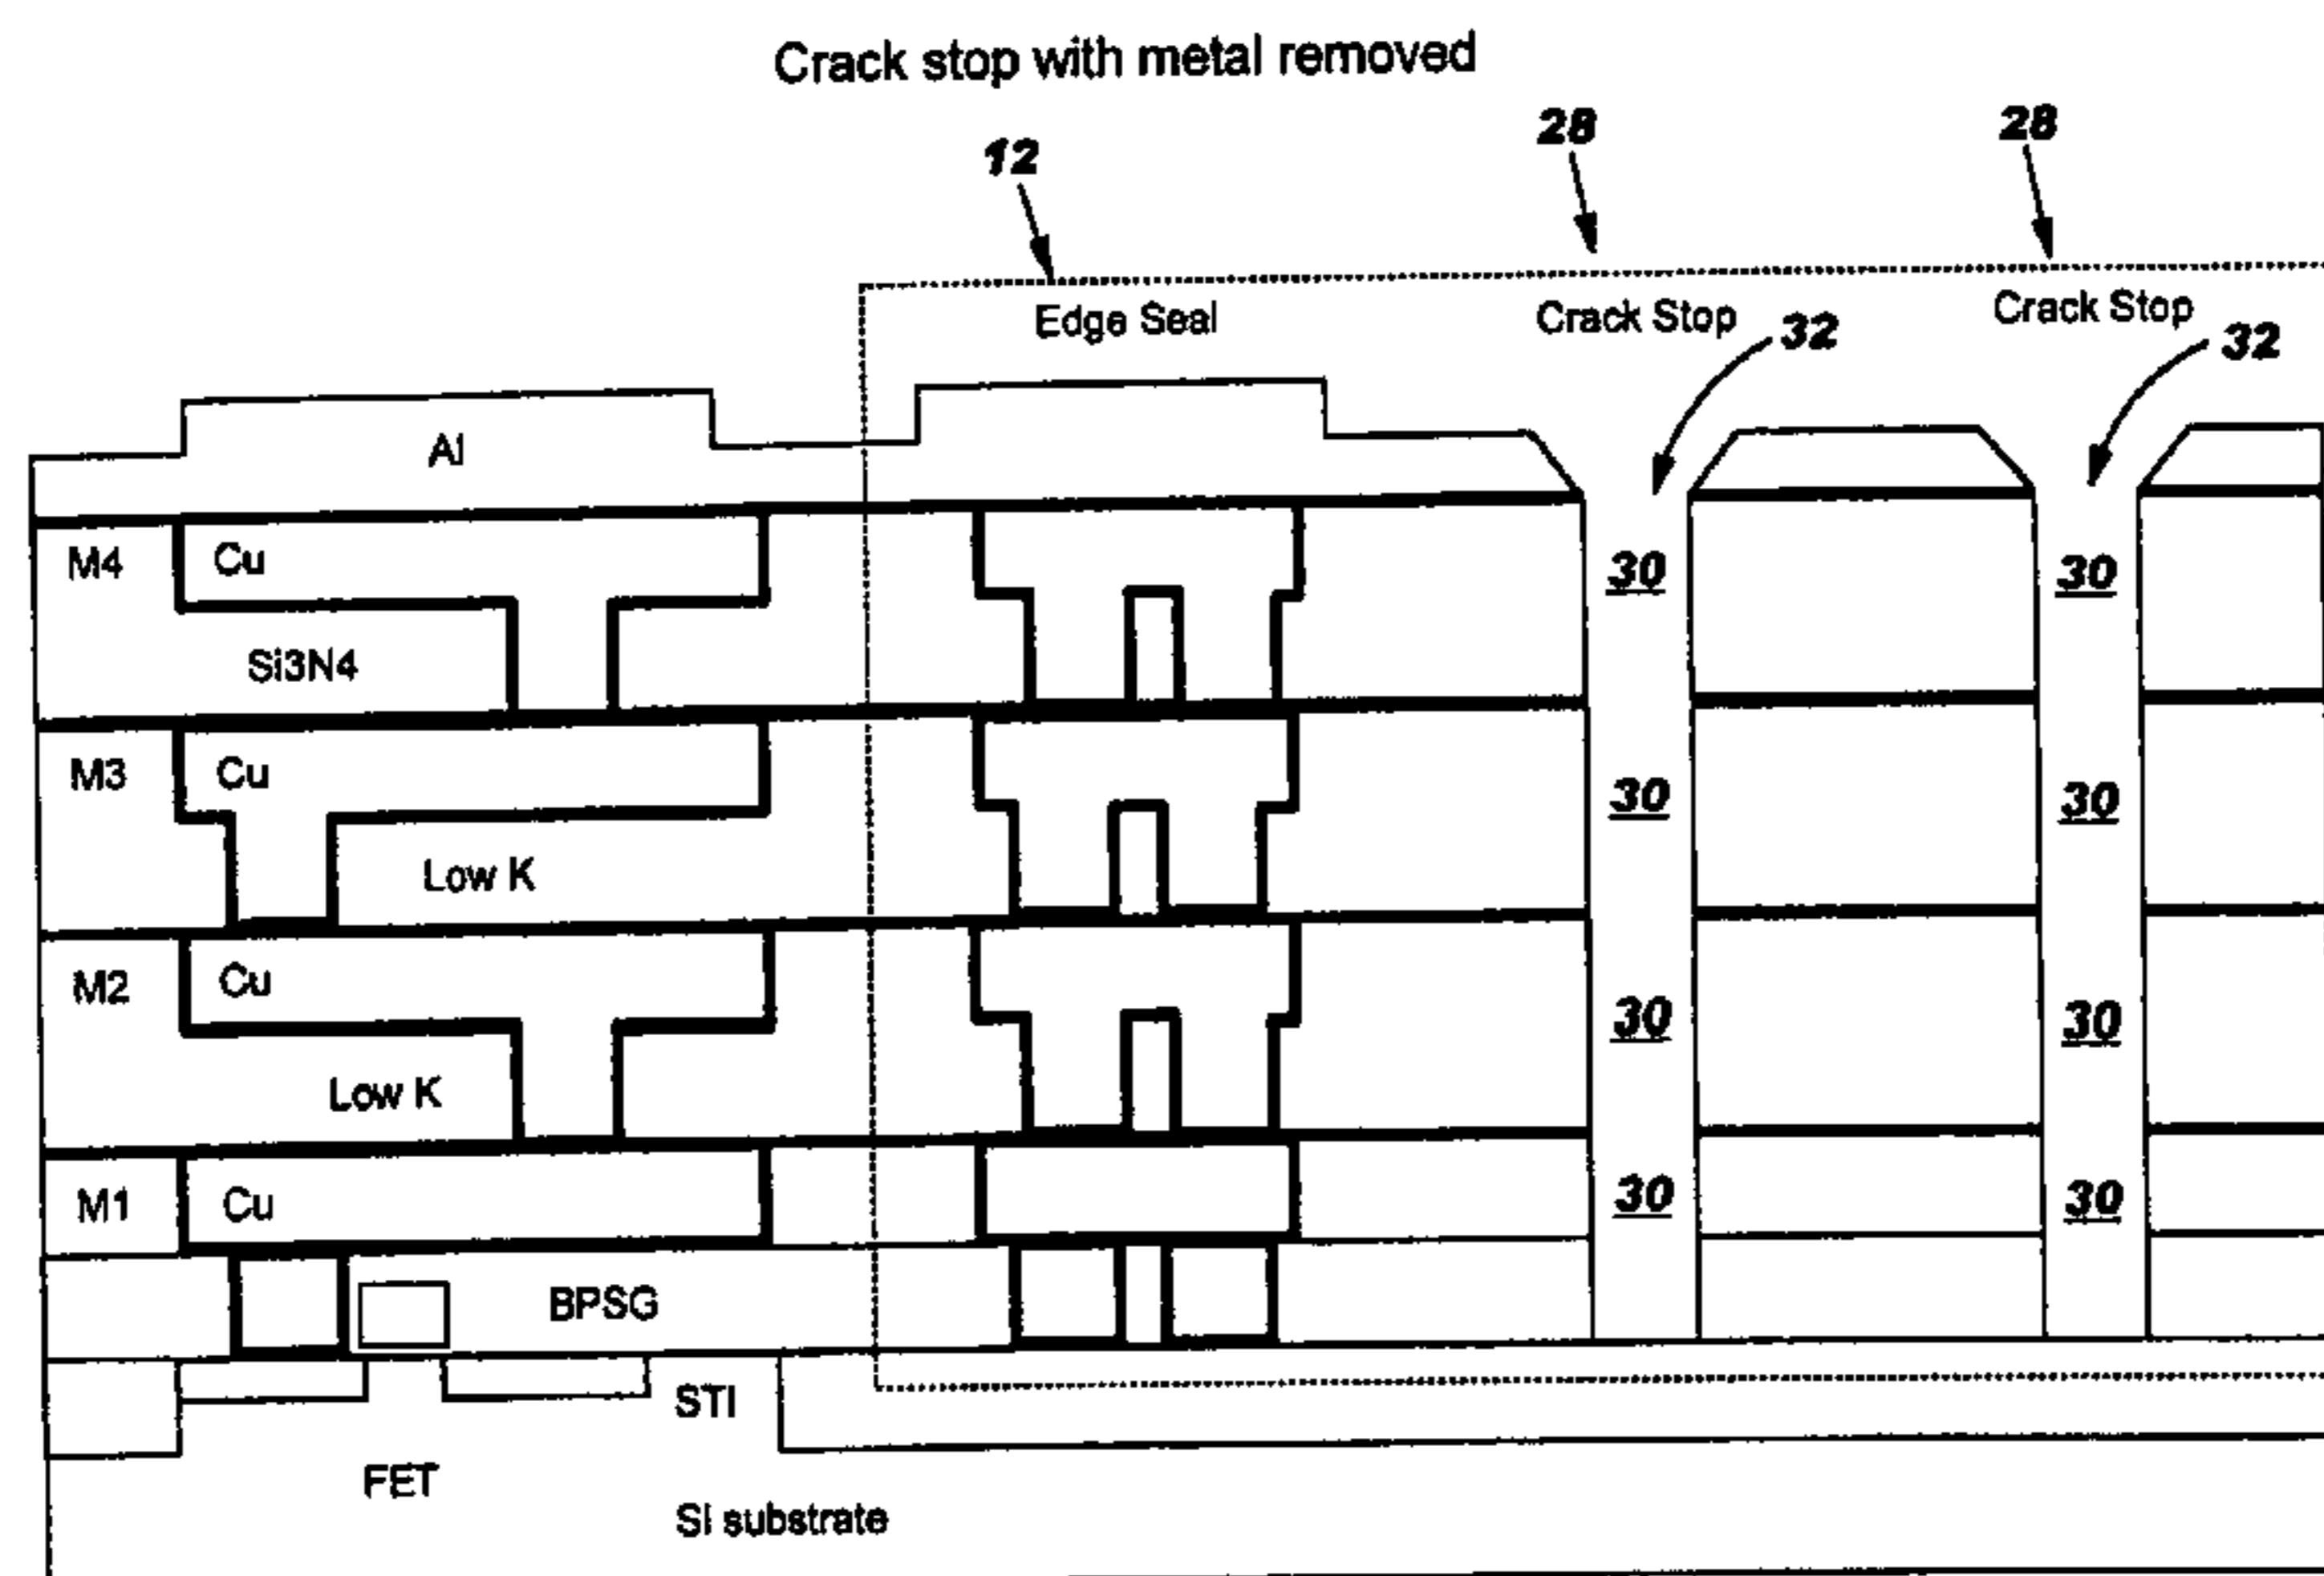 Crack stop with metal removed
12
28
28
Edge Seal
Crack Stop
Crack Stop
32
32
Al
M4
Cu
30
30
Si3N4
M3
Cu
30
30
Low K
M2
Cu
30
30
Low K
M1
Cu
30
30
BPSG
STI
FET
Si substrate